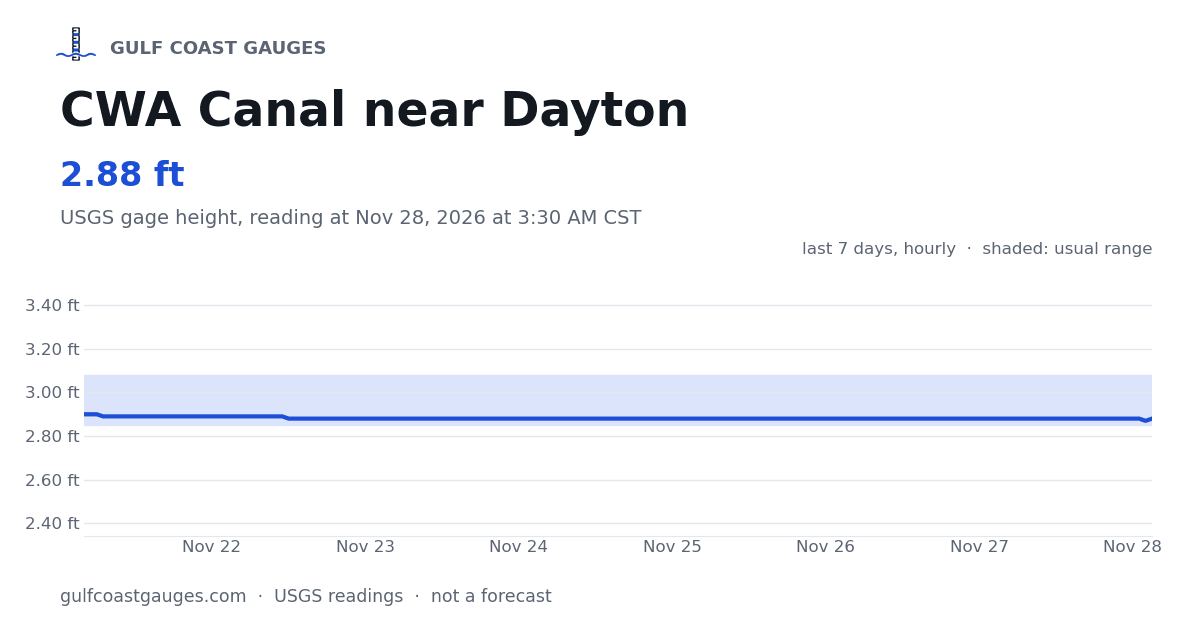 GULF COAST GAUGES
CWA Canal near Dayton
2.88 ft
USGS gage height, reading at Nov 28, 2026 at 3:30 AM CST
last 7 days, hourly · shaded: usual range
3.40 ft
3.20 ft
3.00 ft
2.80 ft
2.60 ft
2.40 ft
Nov 22 Nov 23 Nov 24 Nov 25 Nov 26 Nov 27 Nov 28
gulfcoastgauges.com · USGS readings · not a forecast